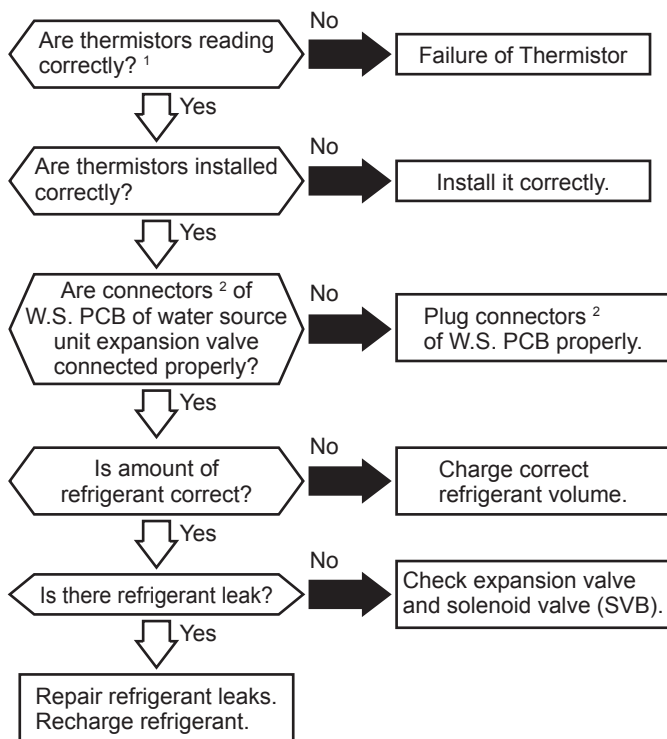 Are thermistors reading
correctly? ¹
No
Failure of Thermistor
Yes
Are thermistors installed
correctly?
No
Install it correctly.
Yes
Are connectors ² of
W.S. PCB of water source
unit expansion valve
connected properly?
No
Plug connectors ²
of W.S. PCB properly.
Yes
Is amount of
refrigerant correct?
No
Charge correct
refrigerant volume.
Yes
Is there refrigerant leak?
No
Check expansion valve
and solenoid valve (SVB).
Yes
Repair refrigerant leaks.
Recharge refrigerant.